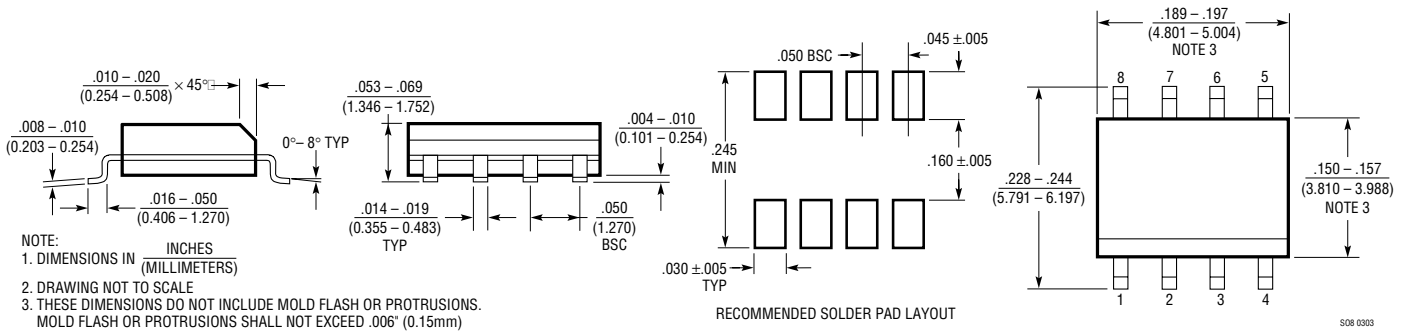 .010 – .020
(0.254 – 0.508)
× 45°
.008 – .010
(0.203 – 0.254)
0°– 8° TYP
.016 – .050
(0.406 – 1.270)
.053 – .069
(1.346 – 1.752)
.004 – .010
(0.101 – 0.254)
.014 – .019
(0.355 – 0.483)
TYP
.050
(1.270)
BSC
NOTE:
1. DIMENSIONS IN INCHES
(MILLIMETERS)
2. DRAWING NOT TO SCALE
3. THESE DIMENSIONS DO NOT INCLUDE MOLD FLASH OR PROTRUSIONS.
MOLD FLASH OR PROTRUSIONS SHALL NOT EXCEED .006" (0.15mm)
.050 BSC
.045 ±.005
.245
MIN
.160 ±.005
.030 ±.005
TYP
RECOMMENDED SOLDER PAD LAYOUT
.189 – .197
(4.801 – 5.004)
NOTE 3
8 7 6 5
.228 – .244
(5.791 – 6.197)
.150 – .157
(3.810 – 3.988)
NOTE 3
1 2 3 4
SO8 0303